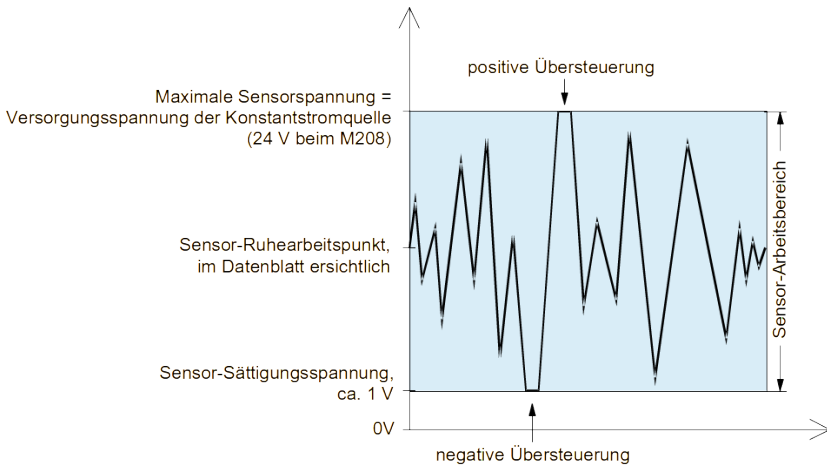 positive Übersteuerung
Maximale Sensorspannung =
Versorgungsspannung der Konstantstromquelle
(24 V beim M208)
Sensor-Arbeitsbereich
Sensor-Ruhearbeitspunkt,
im Datenblatt ersichtlich
Sensor-Sättigungsspannung,
ca. 1 V
0V
negative Übersteuerung